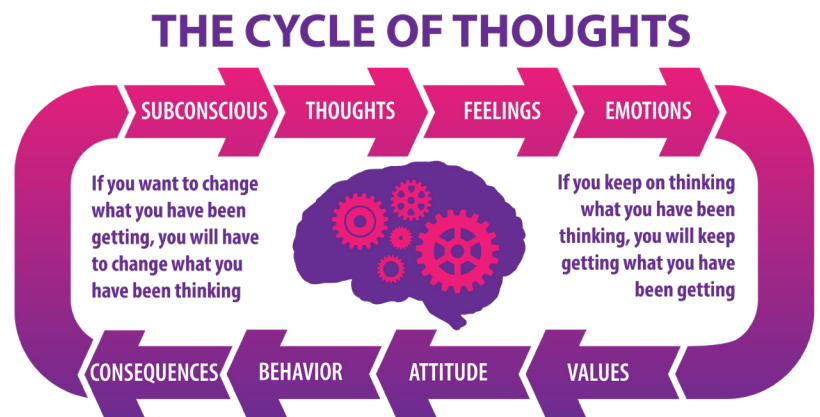 THE CYCLE OF THOUGHTS
SUBCONSCIOUS
THOUGHTS
FEELINGS
EMOTIONS
If you want to change
what you have been
getting, you will have
to change what you
have been thinking
If you keep on thinking
what you have been
thinking, you will keep
getting what you have
been getting
CONSEQUENCES
BEHAVIOR
ATTITUDE
VALUES